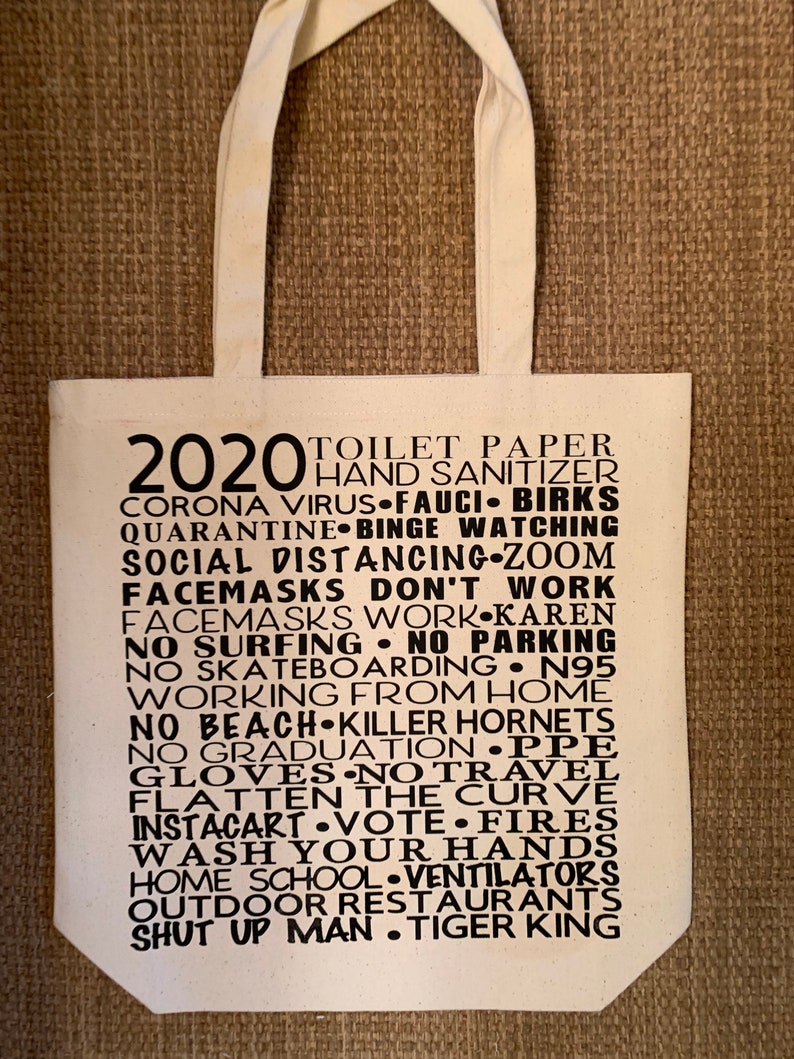 2020 TOILET PAPER
HAND SANITIZER
CORONA VIRUS•FAUCI• BIRKS
QUARANTINE•BINGE WATCHING
SOCIAL DISTANCING•ZOOM
FACEMASKS DON'T WORK
FACEMASKS WORK•KAREN
NO SURFING • NO PARKING
NO SKATEBOARDING • N95
WORKING FROM HOME
NO BEACH•KILLER HORNETS
NO GRADUATION •PPE
GLOVES •NO TRAVEL
FLATTEN THE CURVE
INSTACART •VOTE • FIRES
WASH YOUR HANDS
HOME SCHOOL•VENTILATORS
OUTDOOR RESTAURANTS
SHUT UP MAN •TIGER KING